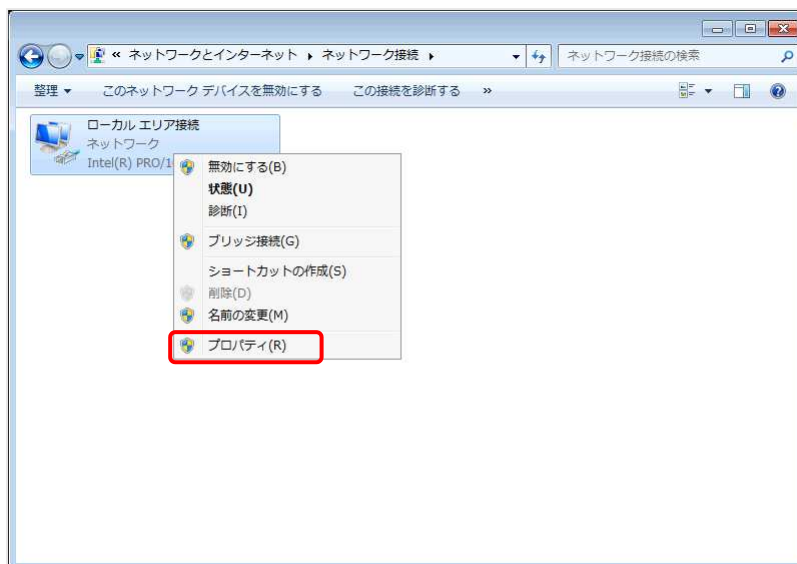 « ネットワークとインターネット ▸ ネットワーク接続 ▸ ネットワーク接続の検索
整理 ▼ このネットワーク デバイスを無効にする この接続を診断する »
ローカル エリア接続
ネットワーク
Intel(R) PRO/1
無効にする(B)
状態(U)
診断(I)
ブリッジ接続(G)
ショートカットの作成(S)
削除(D)
名前の変更(M)
プロパティ(R)